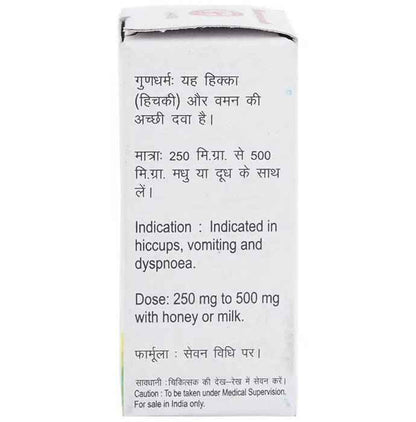 गुणधर्मः यह हिक्का
(हिचकी) और वमन की
अच्छी दवा है।
मात्राः 250 मि.ग्रा. से 500
मि.ग्रा. मधु या दूध के साथ
लें।
Indication : Indicated in
hiccups, vomiting and
dyspnoea.
Dose: 250 mg to 500 mg
with honey or milk.
फार्मूला : सेवन विधि पर।
सावधानी : चिकित्सक की देख-रेख में सेवन करें।
Caution : To be taken under Medical Supervision.
For sale in India only.